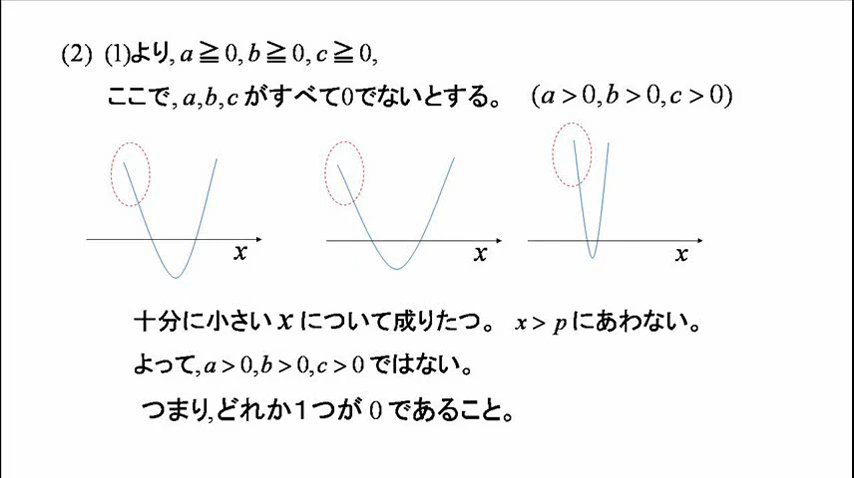 (2) (1)より, a≧0, b≧0, c≧0,
ここで, a,b,c がすべて0でないとする。 (a>0,b>0,c>0)
x x x
十分に小さい x について成りたつ。 x>p にあわない。
よって, a>0,b>0,c>0 ではない。
つまり,どれか１つが 0 であること。